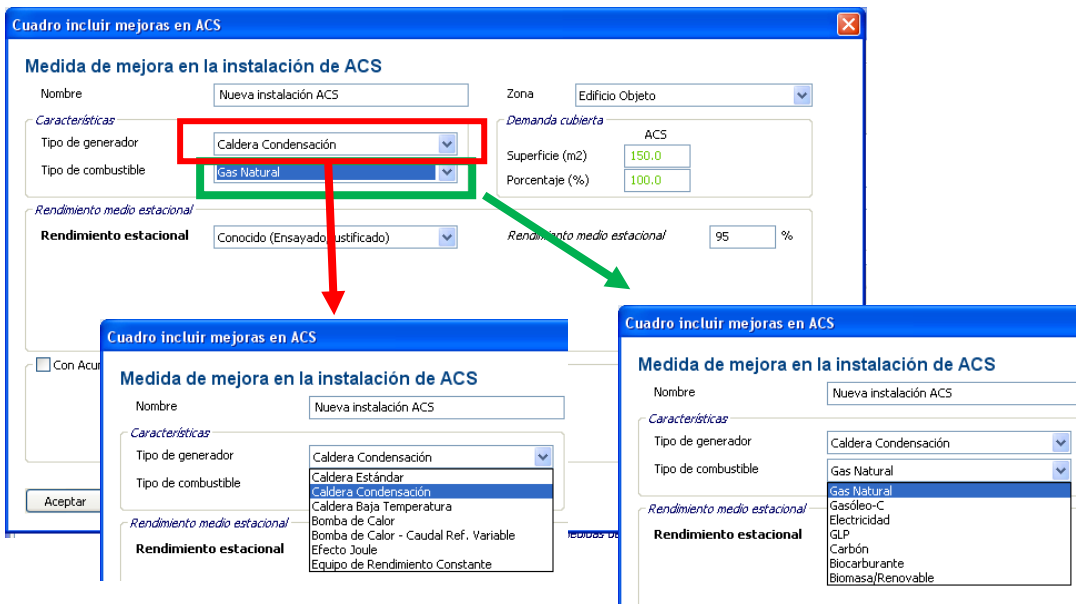 Cuadro incluir mejoras en ACS
Medida de mejora en la instalación de ACS
Nombre Nueva instalación ACS Zona Edificio Objeto
Características Demanda cubierta
Tipo de generador Caldera Condensación ACS
Superficie (m2) 150.0
Tipo de combustible Gas Natural
Porcentaje (%) 100.0
Rendimiento medio estacional
Rendimiento estacional Conocido (Ensayado/justificado) Rendimiento medio estacional 95 %
Con Acu
Aceptar
Cuadro incluir mejoras en ACS
Medida de mejora en la instalación de ACS
Nombre Nueva instalación ACS
Características
Tipo de generador Caldera Condensación
Tipo de combustible
Caldera Estándar
Caldera Condensación
Caldera Baja Temperatura
Bomba de Calor
Bomba de Calor - Caudal Ref. Variable
Efecto Joule
Equipo de Rendimiento Constante
Rendimiento medio estacional
Rendimiento estacional
Cuadro incluir mejoras en ACS
Medida de mejora en la instalación de ACS
Nombre Nueva instalación ACS
Características
Tipo de generador Caldera Condensación
Tipo de combustible Gas Natural
Gas Natural
Gasóleo-C
Electricidad
GLP
Carbón
Biocarburante
Biomasa/Renovable
Rendimiento medio estacional
Rendimiento estacional